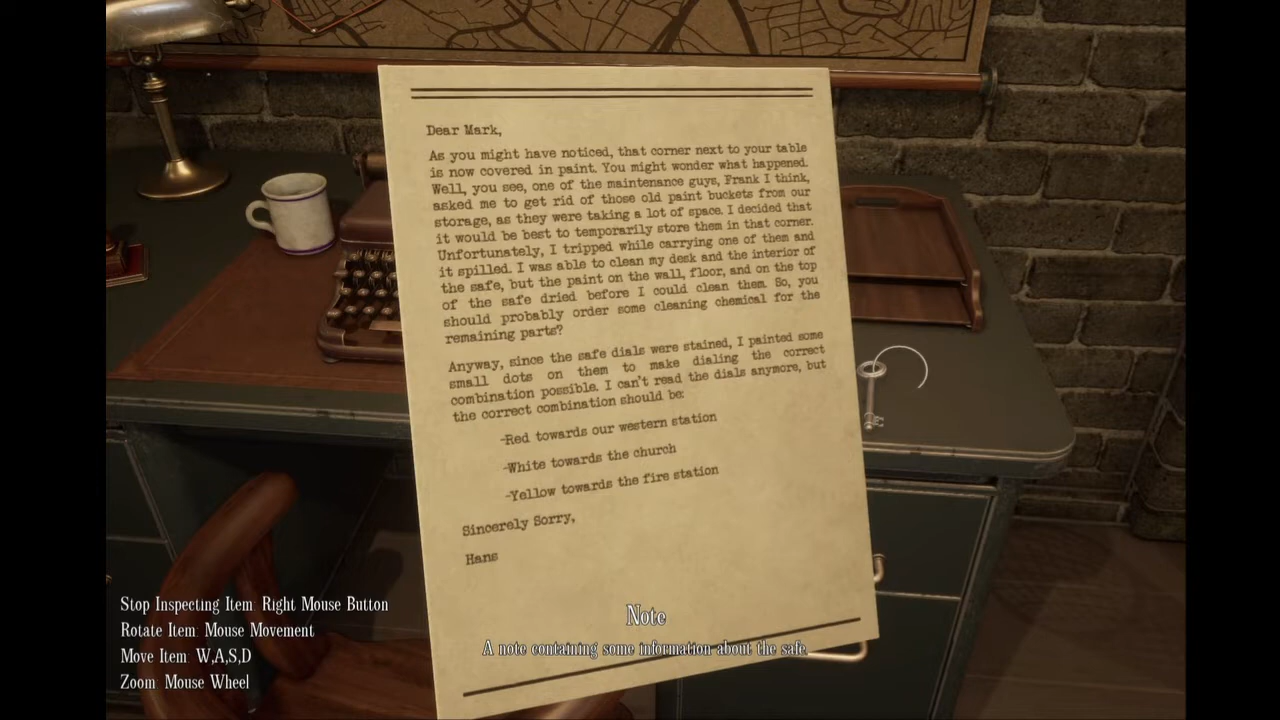 Dear Mark,
As you might have noticed, that corner next to your table
is now covered in paint. You might wonder what happened.
Well, you see, one of the maintenance guys, Frank I think,
asked me to get rid of those old paint buckets from our
storage, as they were taking a lot of space. I decided that
it would be best to temporarily store them in that corner.
Unfortunately, I tripped while carrying one of them and
it spilled. I was able to clean my desk and the interior of
the safe, but the paint on the wall, floor, and on the top
of the safe dried before I could clean them. So, you
should probably order some cleaning chemical for the
remaining parts?
Anyway, since the safe dials were stained, I painted some
small dots on them to make dialing the correct
combination possible. I can't read the dials anymore, but
the correct combination should be:
-Red towards our western station
-White towards the church
-Yellow towards the fire station
Sincerely Sorry,
Hans
Note
A note containing some information about the safe.
Stop Inspecting Item: Right Mouse Button
Rotate Item: Mouse Movement
Move Item: W,A,S,D
Zoom: Mouse Wheel